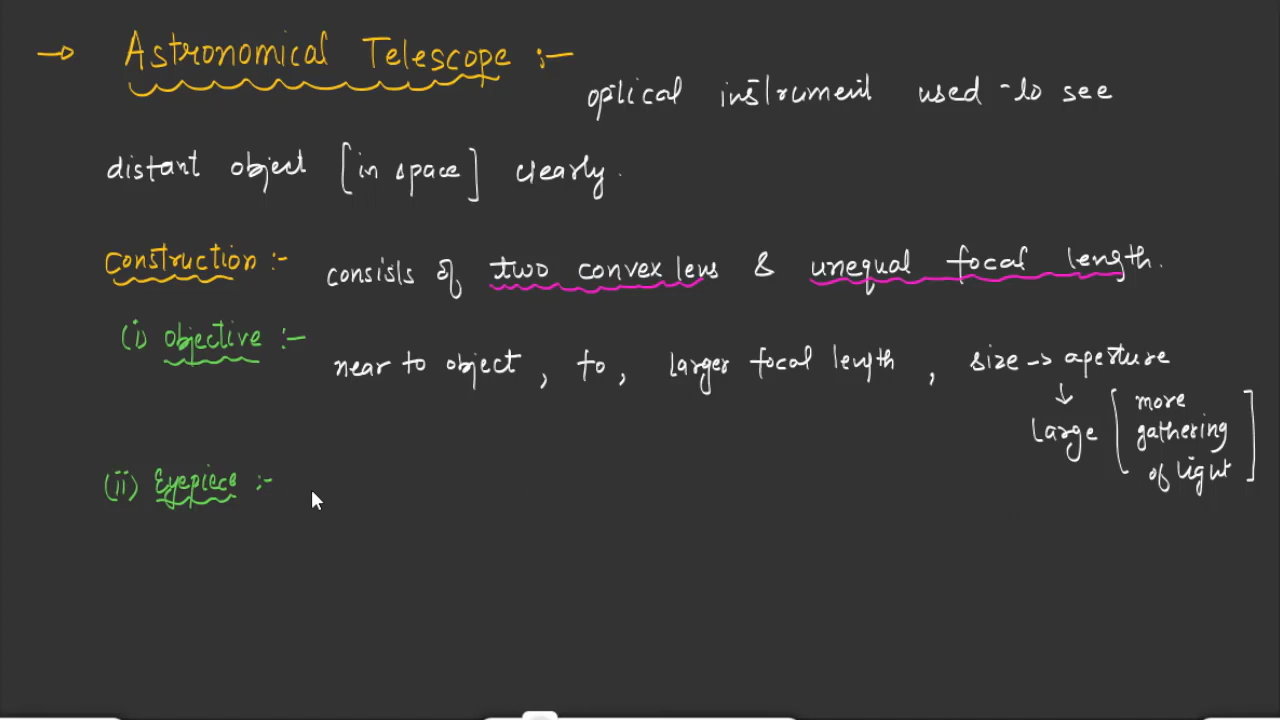 → Astronomical Telescope :-
optical instrument used to see
distant object [in space] clearly.
Construction :- consists of two convex lens & unequal focal length.
(i) Objective :- near to object, fo, larger focal length, size → aperture
↓
large [more gathering of light]
(ii) Eyepiece :-